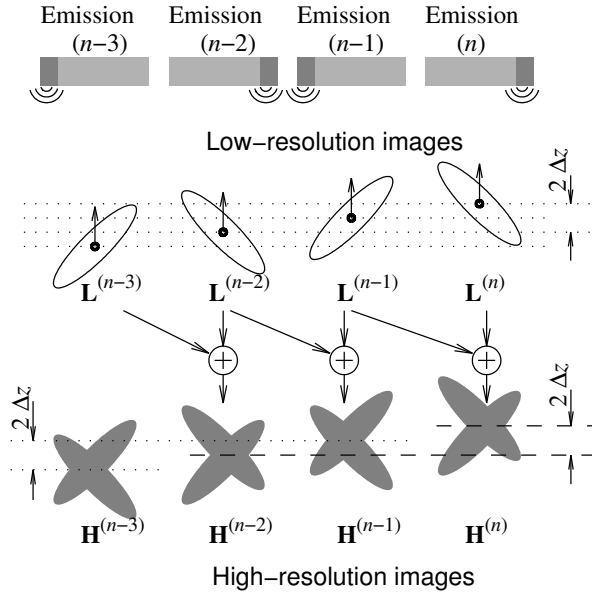 Emission Emission Emission Emission
(n−3) (n−2) (n−1) (n)
Low−resolution images
2 Δz
L(n−3) L(n−2) L(n−1) L(n)
+ + +
2 Δz 2 Δz
H(n−3) H(n−2) H(n−1) H(n)
High−resolution images